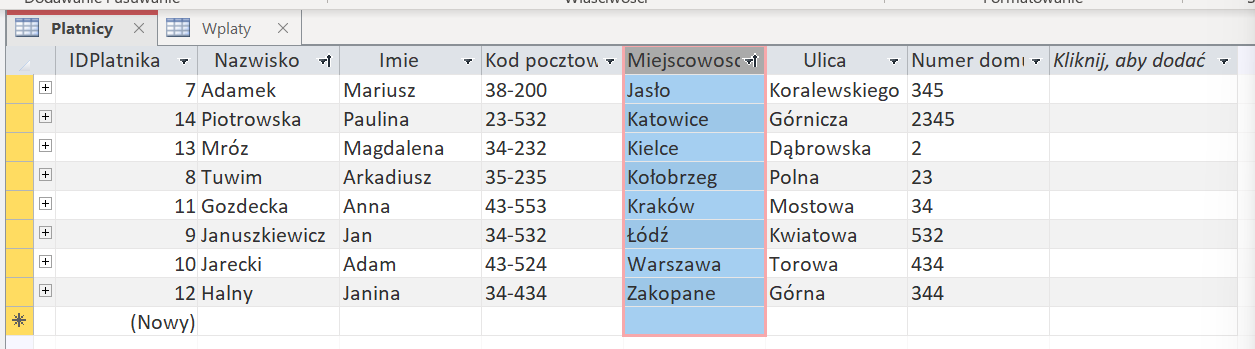 Platnicy Wplaty
IDPlatnika Nazwisko Imie Kod pocztow Miejscowosc Ulica Numer domu Kliknij, aby dodać
7 Adamek Mariusz 38-200 Jasło Koralewskiego 345
14 Piotrowska Paulina 23-532 Katowice Górnicza 2345
13 Mróz Magdalena 34-232 Kielce Dąbrowska 2
8 Tuwim Arkadiusz 35-235 Kołobrzeg Polna 23
11 Gozdecka Anna 43-553 Kraków Mostowa 34
9 Januszkiewicz Jan 34-532 Łódź Kwiatowa 532
10 Jarecki Adam 43-524 Warszawa Torowa 434
12 Halny Janina 34-434 Zakopane Górna 344
(Nowy)